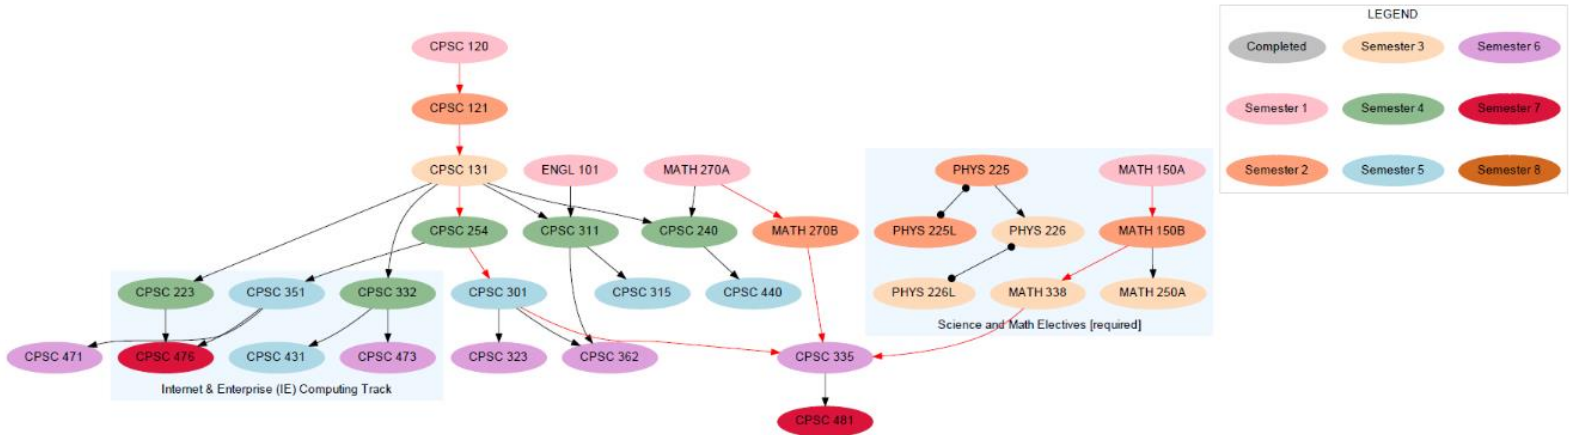 LEGEND
CPSC 120
Completed
Semester 3
Semester 6
CPSC 121
Semester 1
Semester 4
Semester 7
CPSC 131
ENGL 101
MATH 270A
PHYS 225
MATH 150A
Semester 2
Semester 5
Semester 8
CPSC 254
CPSC 311
CPSC 240
MATH 270B
PHYS 225L
PHYS 226
MATH 150B
CPSC 223
CPSC 351
CPSC 332
CPSC 301
CPSC 315
CPSC 440
PHYS 226L
MATH 338
MATH 250A
Science and Math Electives [required]
CPSC 471
CPSC 476
CPSC 431
CPSC 473
CPSC 323
CPSC 362
CPSC 335
Internet & Enterprise (IE) Computing Track
CPSC 481